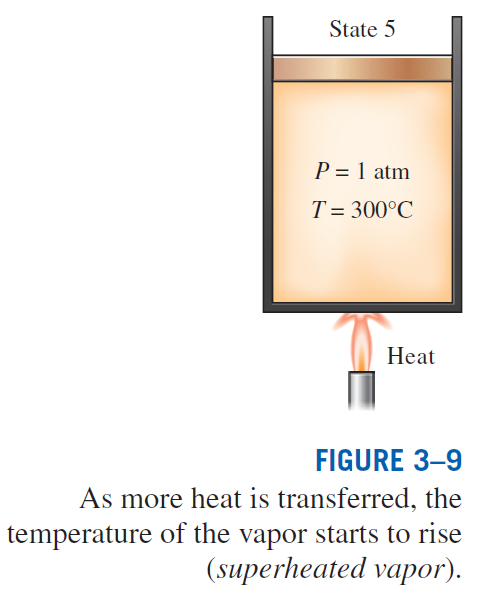 State 5
P = 1 atm
T = 300°C
Heat
FIGURE 3–9
As more heat is transferred, the
temperature of the vapor starts to rise
(superheated vapor).